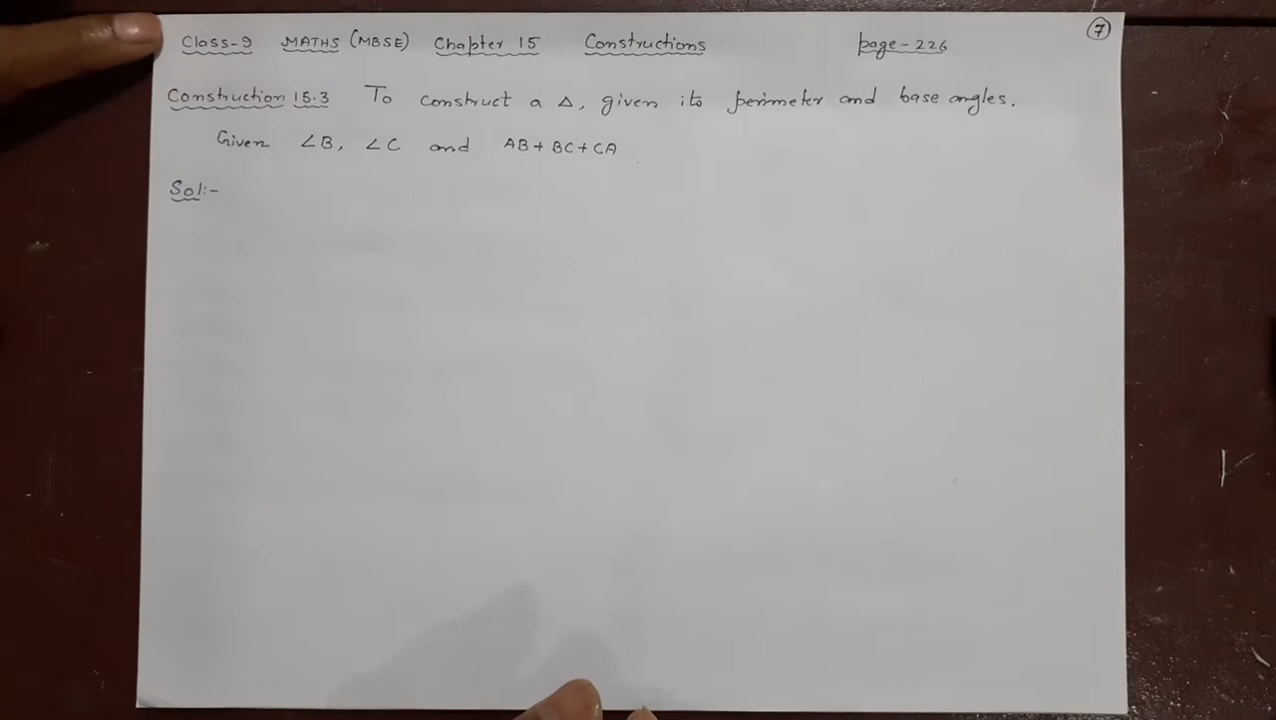 Class-9 MATHS (MBSE) Chapter 15 Constructions page-226 7
Construction 15.3 To construct a Δ, given its perimeter and base angles.
Given ∠B, ∠C and AB + BC + CA
Sol:-